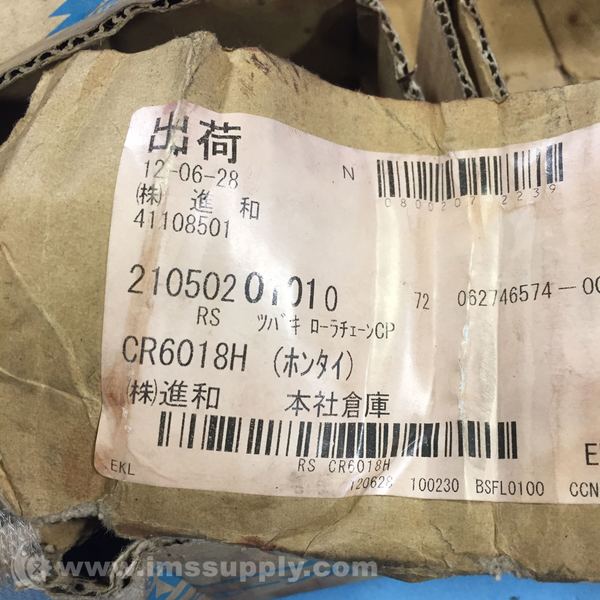 出荷
12-06-28 N
(株) 進和
41108501
0800207 2239
21050201010 72 062746574-00
RS ツバキ ローラチェーンCP
CR6018H (ホンタイ)
(株)進和 本社倉庫
EKL RS CR6018H
120628 100230 BSFL0100 CCN
www.imssupply.com